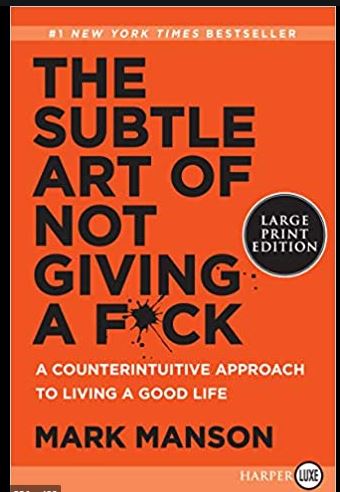 #1 NEW YORK TIMES BESTSELLER
THE
SUBTLE
ART OF
NOT
GIVING
A F*CK
LARGE
PRINT
EDITION
A COUNTERINTUITIVE APPROACH
TO LIVING A GOOD LIFE
MARK MANSON
HARPER LUXE